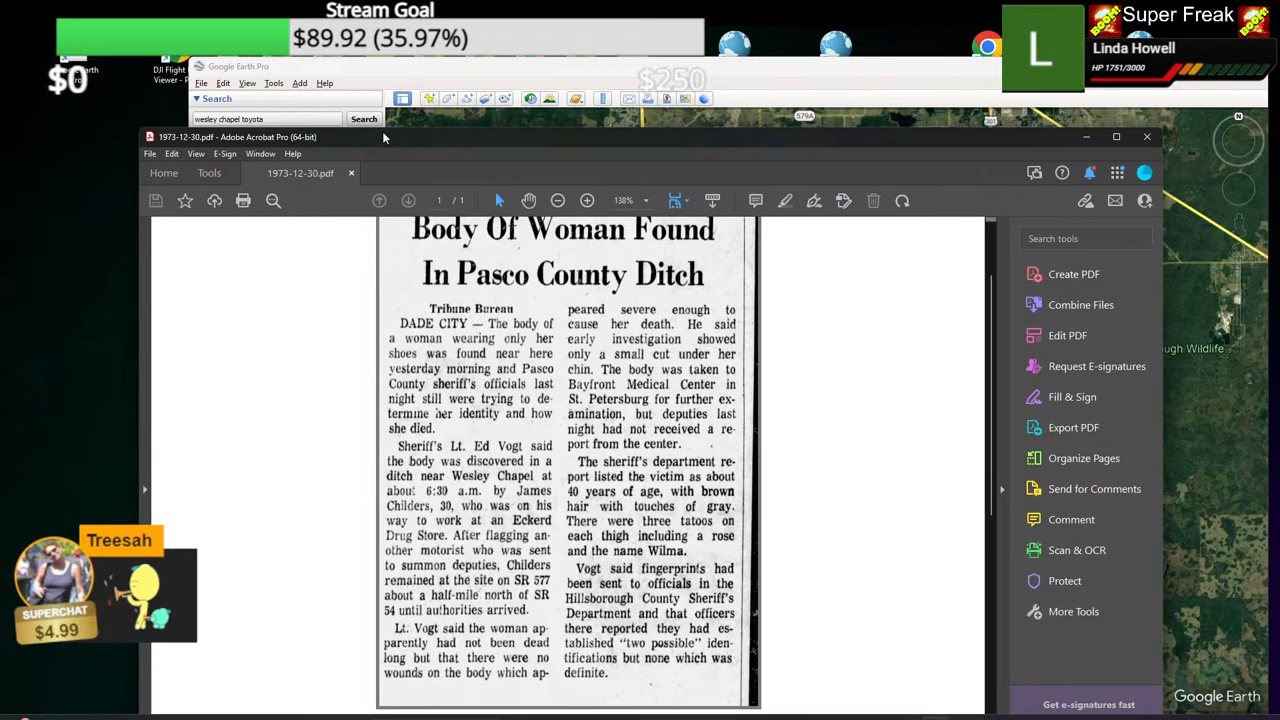 Stream Goal
$89.92 (35.97%)
$0
$250
Super Freak
L
Linda Howell
HP 1751/3000
DJI Flight
Viewer - P
Google Earth Pro
File Edit View Tools Add Help
Search
wesley chapel toyota
Search
579A
301
N
1973-12-30.pdf - Adobe Acrobat Pro (64-bit)
File Edit View E-Sign Window Help
Home Tools 1973-12-30.pdf
1 / 1
138%
Body Of Woman Found
In Pasco County Ditch
Tribune Bureau
DADE CITY — The body of
a woman wearing only her
shoes was found near here
yesterday morning and Pasco
County sheriff's officials last
night still were trying to de-
termine her identity and how
she died.
Sheriff's Lt. Ed Vogt said
the body was discovered in a
ditch near Wesley Chapel at
about 6:30 a.m. by James
Childers, 30, who was on his
way to work at an Eckerd
Drug Store. After flagging an-
other motorist who was sent
to summon deputies, Childers
remained at the site on SR 577
about a half-mile north of SR
54 until authorities arrived.
Lt. Vogt said the woman ap-
parently had not been dead
long but that there were no
wounds on the body which ap-
peared severe enough to
cause her death. He said
early investigation showed
only a small cut under her
chin. The body was taken to
Bayfront Medical Center in
St. Petersburg for further ex-
amination, but deputies last
night had not received a re-
port from the center.
The sheriff's department re-
port listed the victim as about
40 years of age, with brown
hair with touches of gray.
There were three tatoos on
each thigh including a rose
and the name Wilma.
Vogt said fingerprints had
been sent to officials in the
Hillsborough County Sheriff's
Department and that officers
there reported they had es-
tablished "two possible" iden-
tifications but none which was
definite.
Search tools
Create PDF
Combine Files
Edit PDF
Request E-signatures
Fill & Sign
Export PDF
Organize Pages
Send for Comments
Comment
Scan & OCR
Protect
More Tools
Get e-signatures fast
ugh Wildlife
Google Earth
Treesah
SUPERCHAT
$4.99